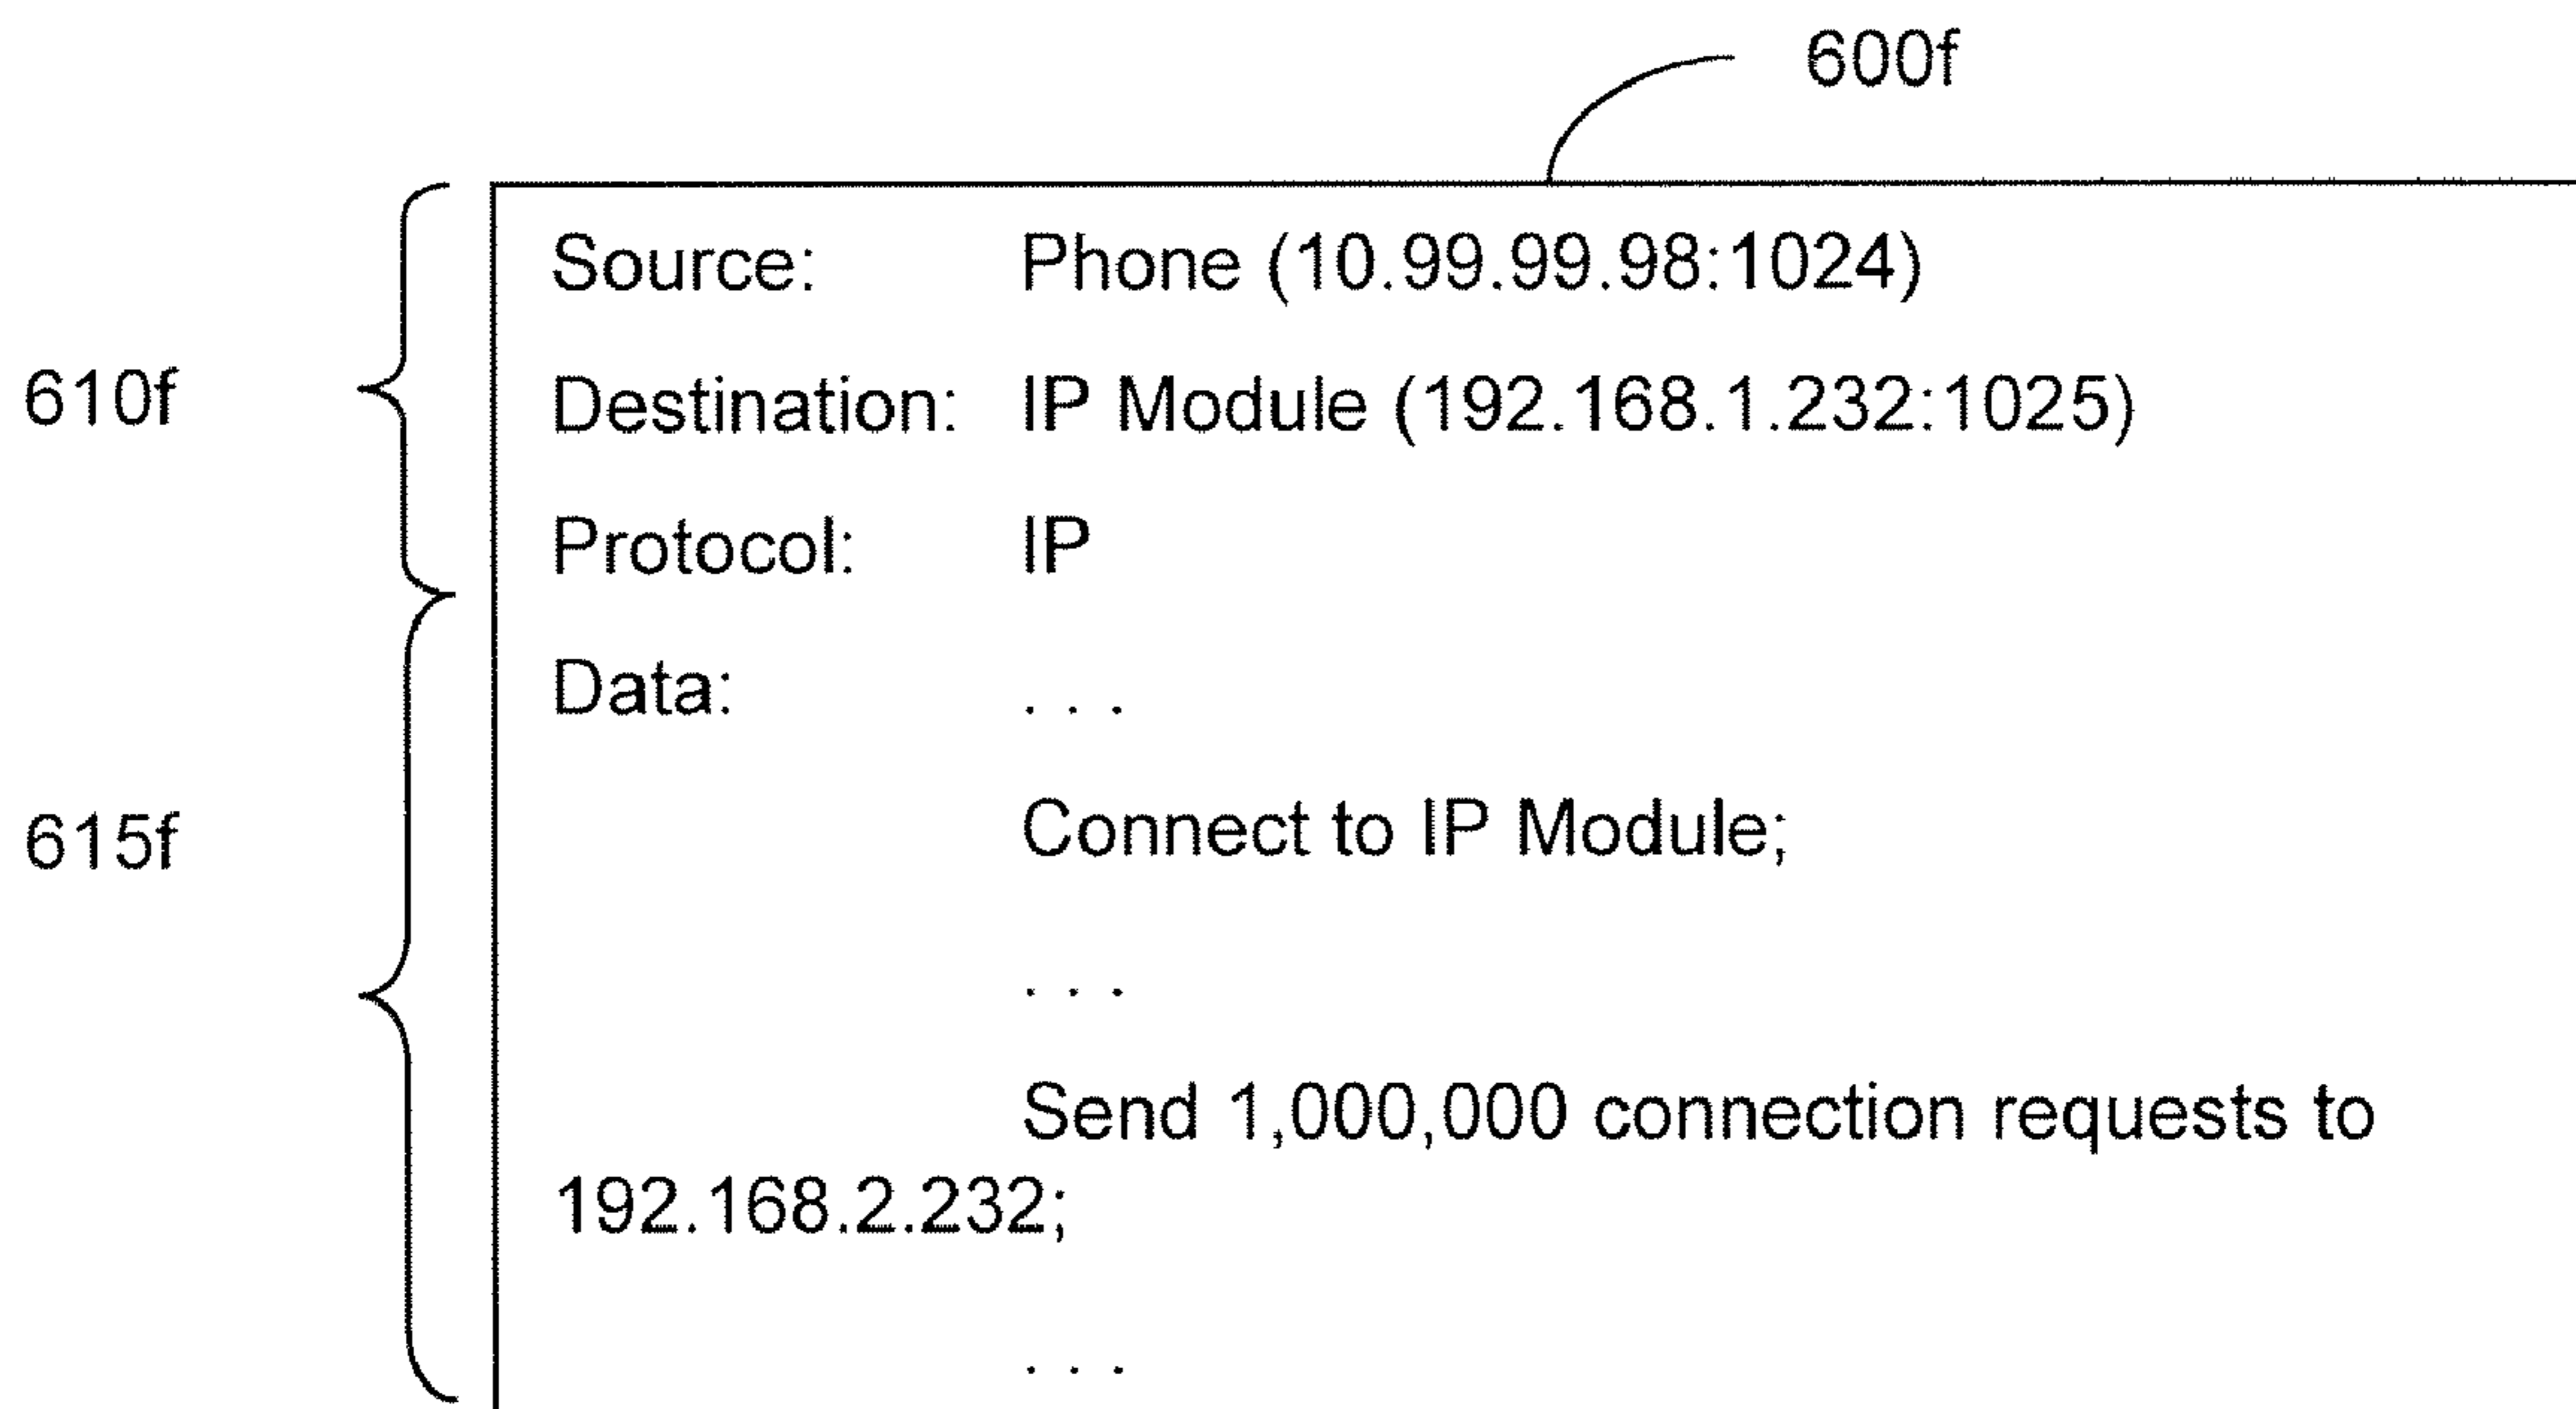 600f
Source: Phone (10.99.99.98:1024)
610f
Destination: IP Module (192.168.1.232:1025)
Protocol: IP
Data: . . .
615f
Connect to IP Module;
. . .
Send 1,000,000 connection requests to
192.168.2.232;
. . .